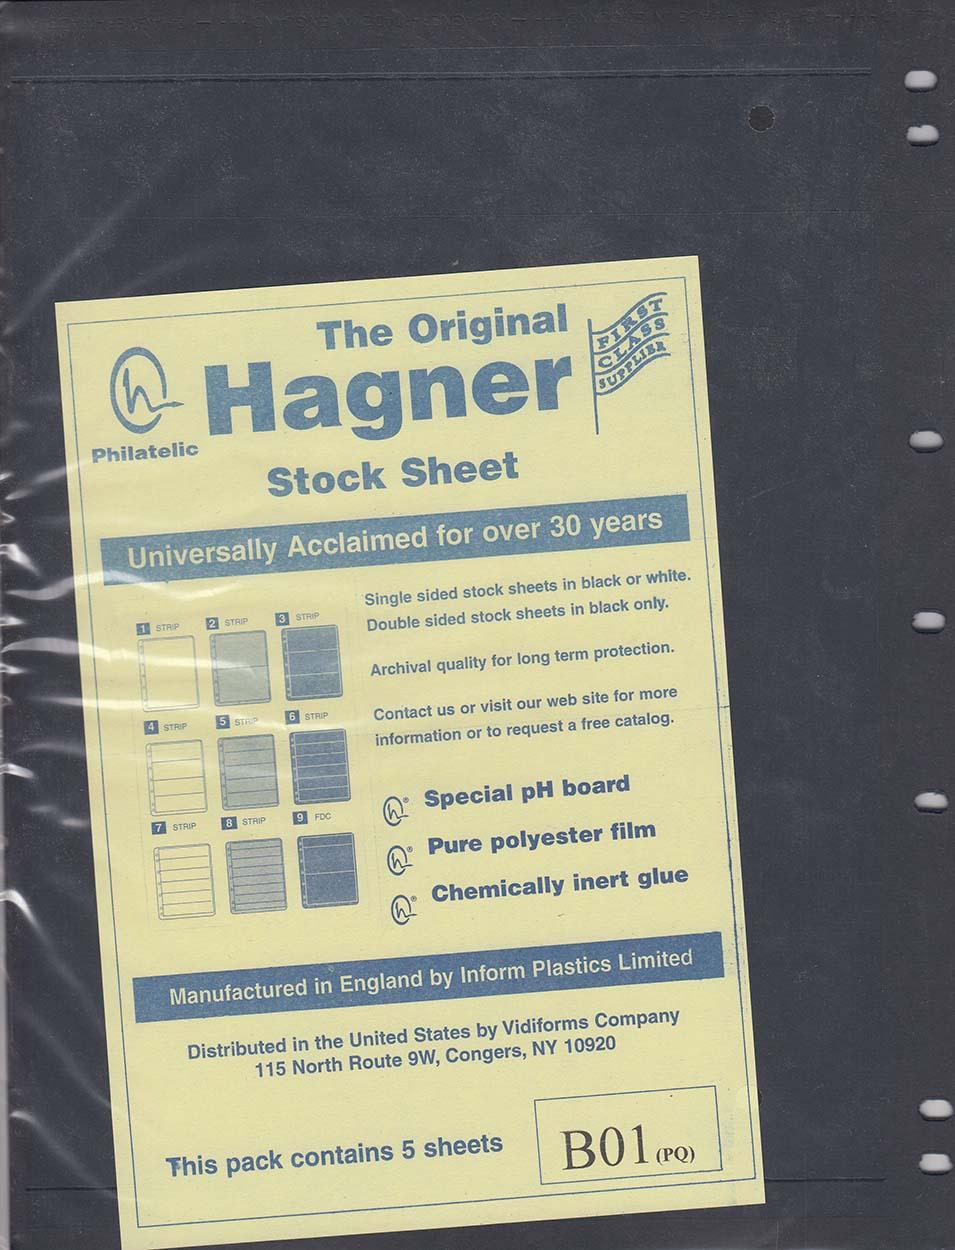 The Original
Hagner
Philatelic
FIRST
CLASS
SUPPLIER
Stock Sheet
Universally Acclaimed for over 30 years
1 STRIP
2 STRIP
3 STRIP
4 STRIP
5 STRIP
6 STRIP
7 STRIP
8 STRIP
9 FDC
Single sided stock sheets in black or white.
Double sided stock sheets in black only.
Archival quality for long term protection.
Contact us or visit our web site for more
information or to request a free catalog.
h® Special pH board
h® Pure polyester film
h® Chemically inert glue
Manufactured in England by Inform Plastics Limited
Distributed in the United States by Vidiforms Company
115 North Route 9W, Congers, NY 10920
This pack contains 5 sheets
B01 (PQ)